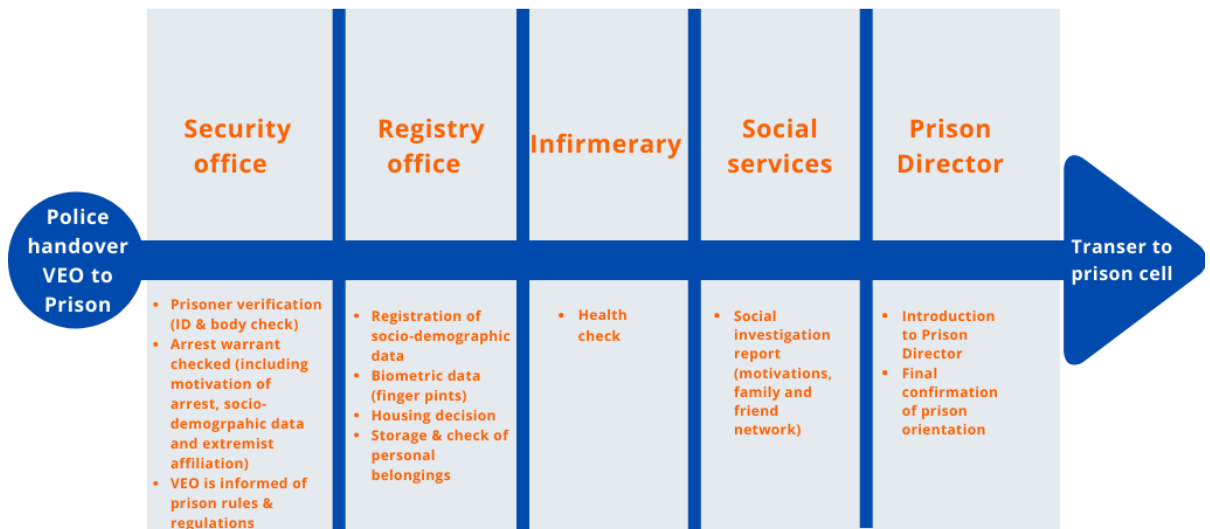 Police
handover
VEO to
Prison
Security
office
• Prisoner verification
(ID & body check)
• Arrest warrant
checked (including
motivation of
arrest, socio-
demogrpahic data
and extremist
affiliation)
• VEO is informed of
prison rules &
regulations
Registry
office
• Registration of
socio-demographic
data
• Biometric data
(finger pints)
• Housing decision
• Storage & check of
personal
belongings
Infirmerary
• Health
check
Social
services
• Social
investigation
report
(motivations,
family and
friend
network)
Prison
Director
• Introduction
to Prison
Director
• Final
confirmation
of prison
orientation
Transer to
prison cell